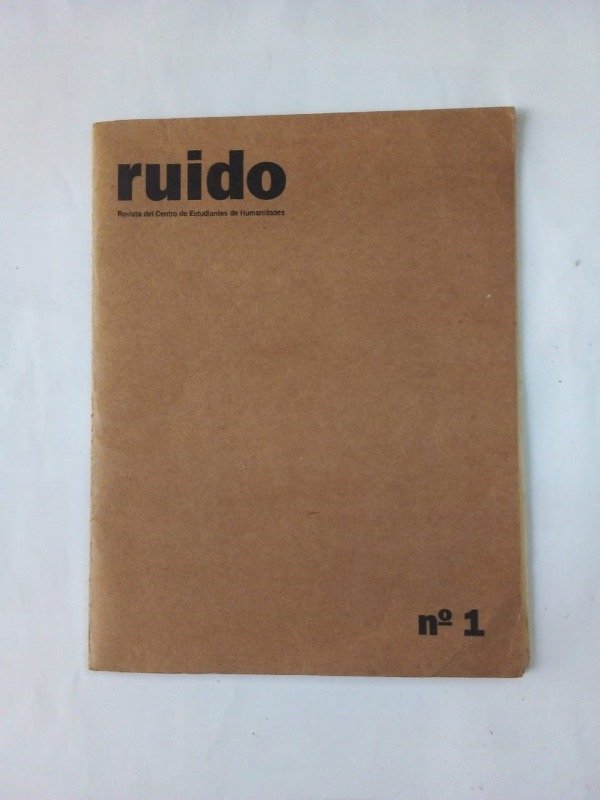 ruido
Revista del Centro de Estudiantes de Humanidades
nº 1